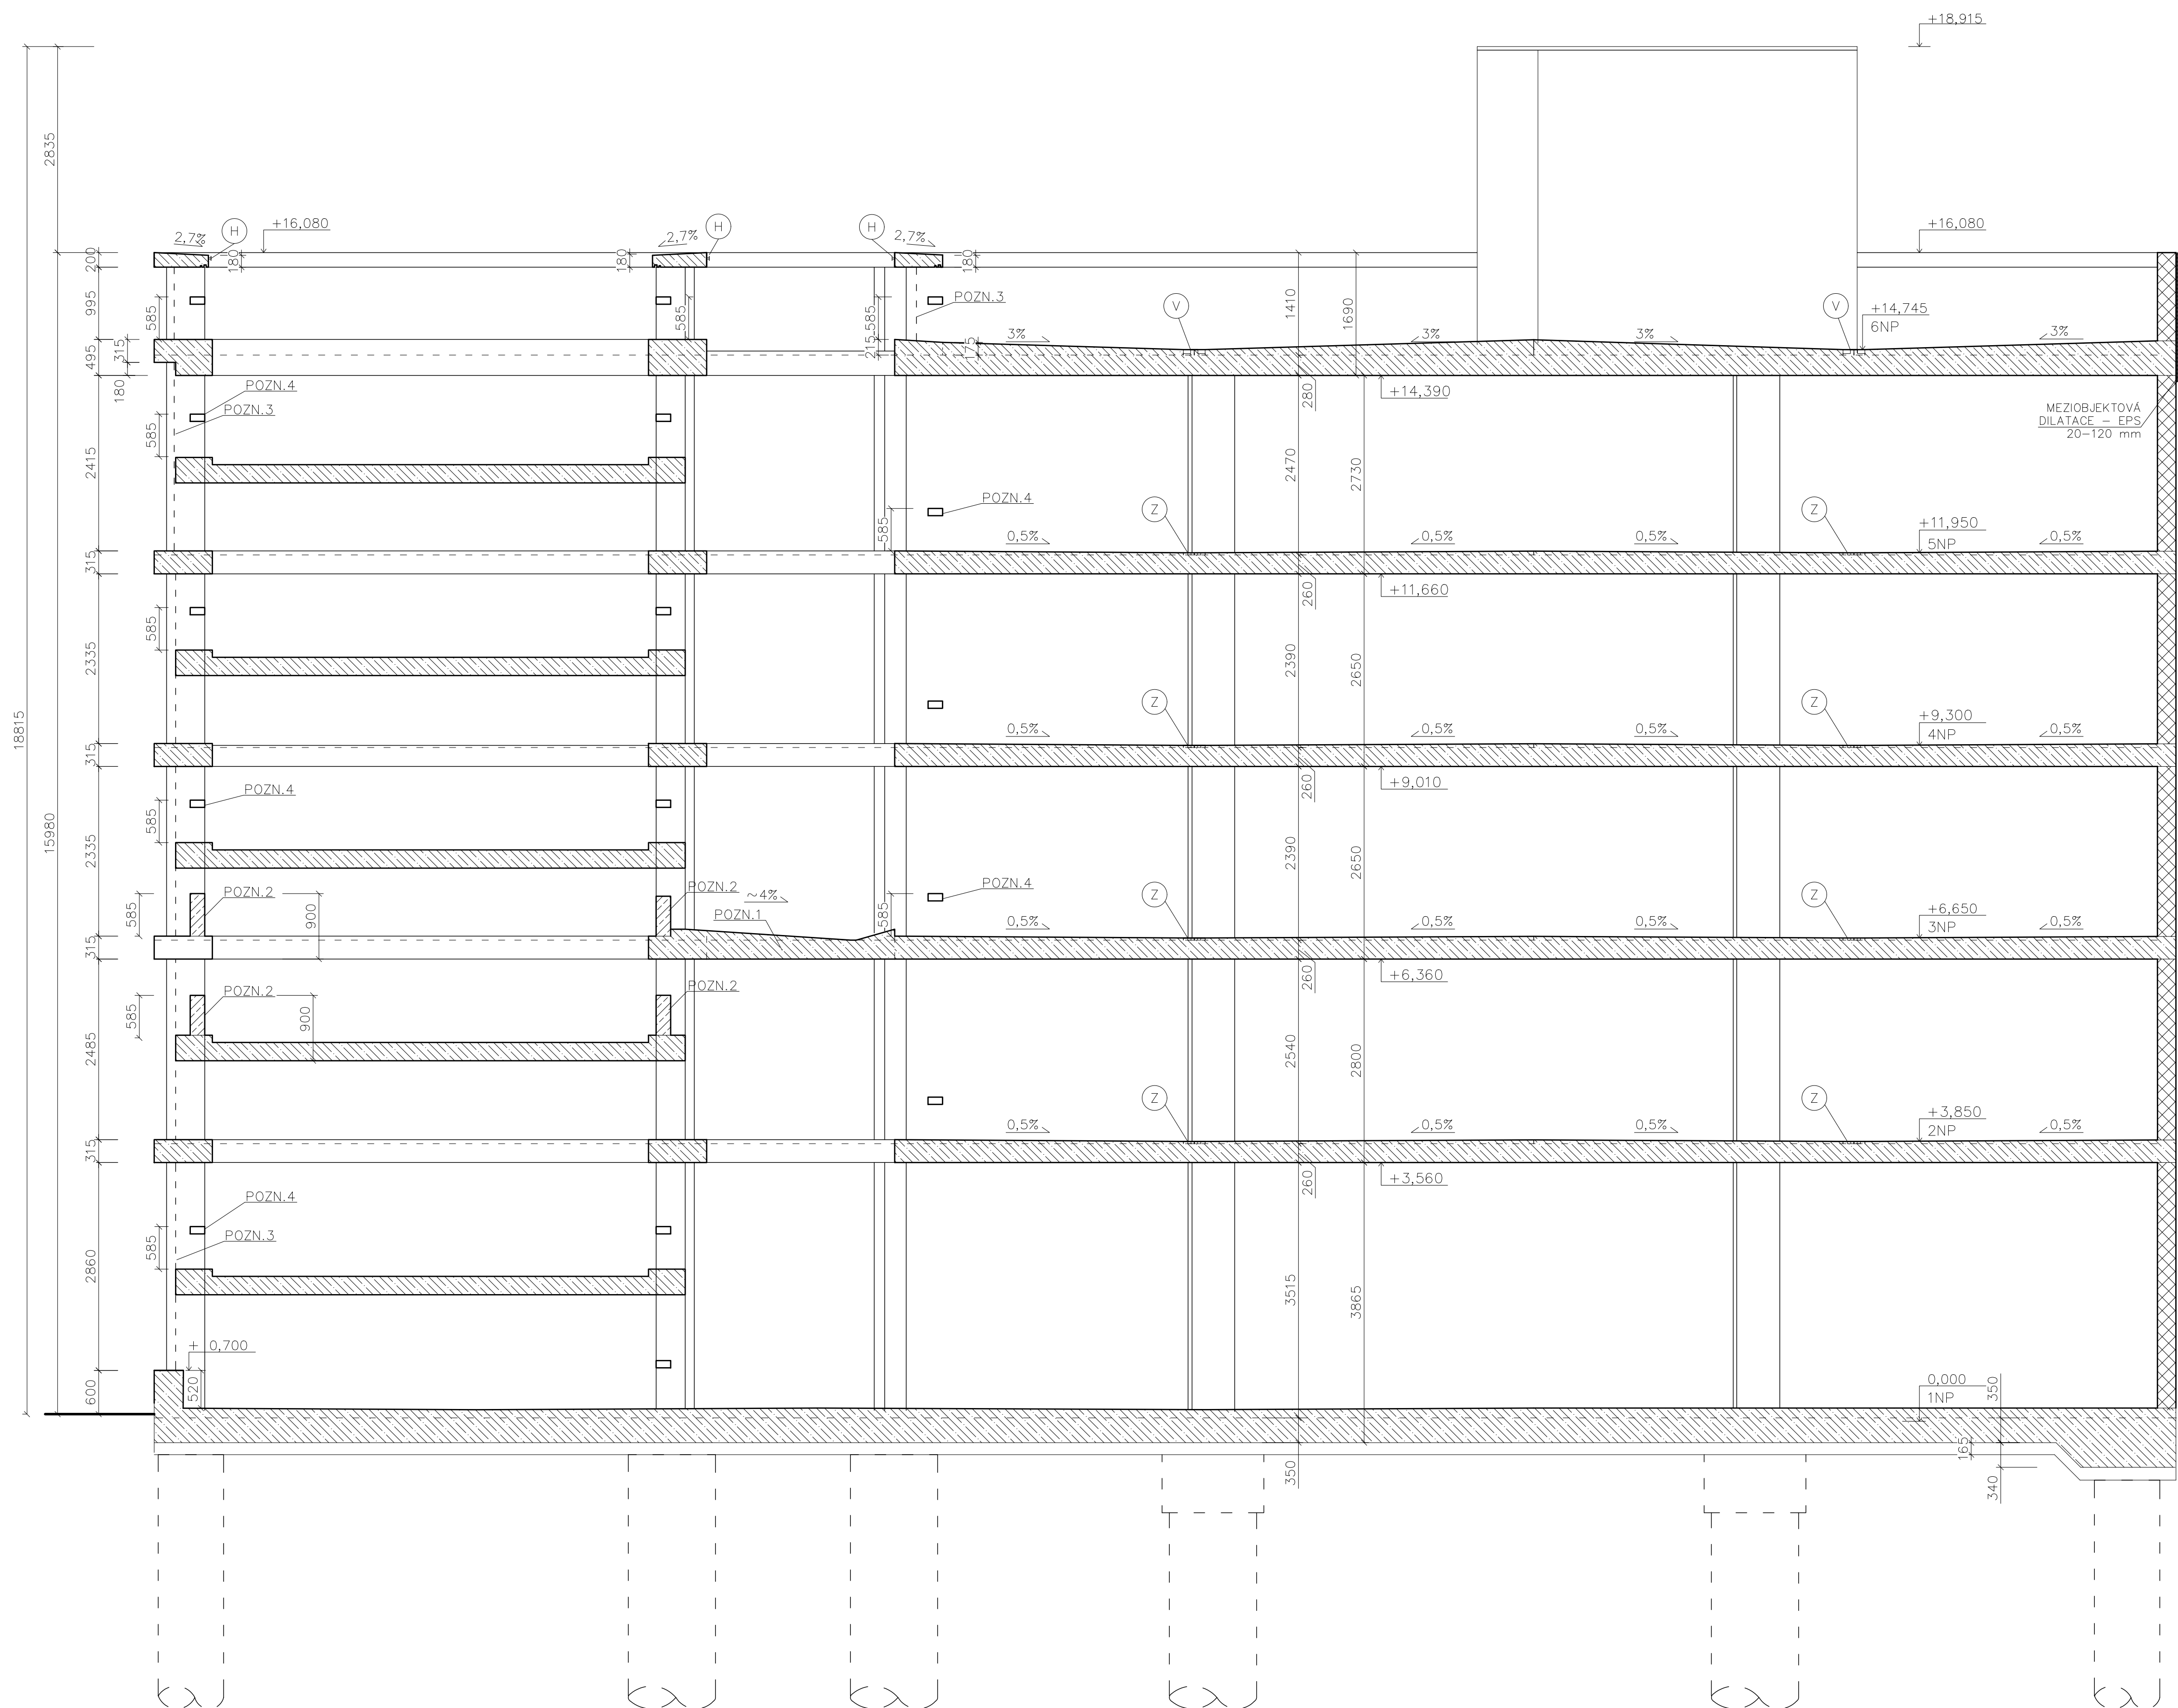 +18,915
2835
2,7%
H
+16,080
2,7%
H
H
2,7%
+16,080
200
180
180
180
995
585
585
585
POZN.3
1410
1690
V
V
+14,745
6NP
495
315
180
215
175
3%
3%
3%
3%
280
+14,390
POZN.4
POZN.3
585
MEZIOBJEKTOVÁ
DILATACE – EPS
20–120 mm
2415
2470
2730
POZN.4
585
Z
Z
0,5%
0,5%
0,5%
+11,950
5NP
0,5%
315
260
+11,660
585
2335
2390
2650
Z
Z
0,5%
0,5%
0,5%
+9,300
4NP
0,5%
18815
315
260
+9,010
POZN.4
585
15980
2335
2390
2650
POZN.2
POZN.2
~4%
POZN.1
POZN.4
585
900
585
Z
Z
0,5%
0,5%
0,5%
+6,650
3NP
0,5%
315
260
+6,360
POZN.2
POZN.2
585
900
2485
2540
2800
Z
Z
0,5%
0,5%
0,5%
+3,850
2NP
0,5%
315
260
+3,560
POZN.4
POZN.3
585
2860
3515
3865
+ 0,700
600
520
0,000
1NP
350
350
165
340